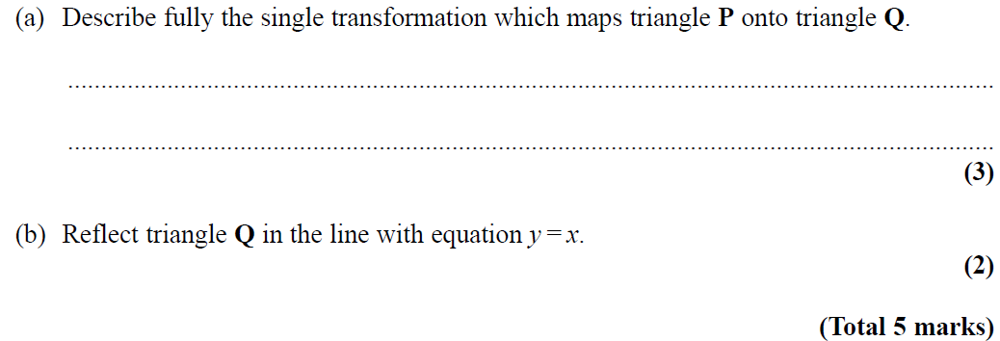 (a) Describe fully the single transformation which maps triangle P onto triangle Q.
................................................................................................................................................
................................................................................................................................................
(3)
(b) Reflect triangle Q in the line with equation y = x.
(2)
(Total 5 marks)